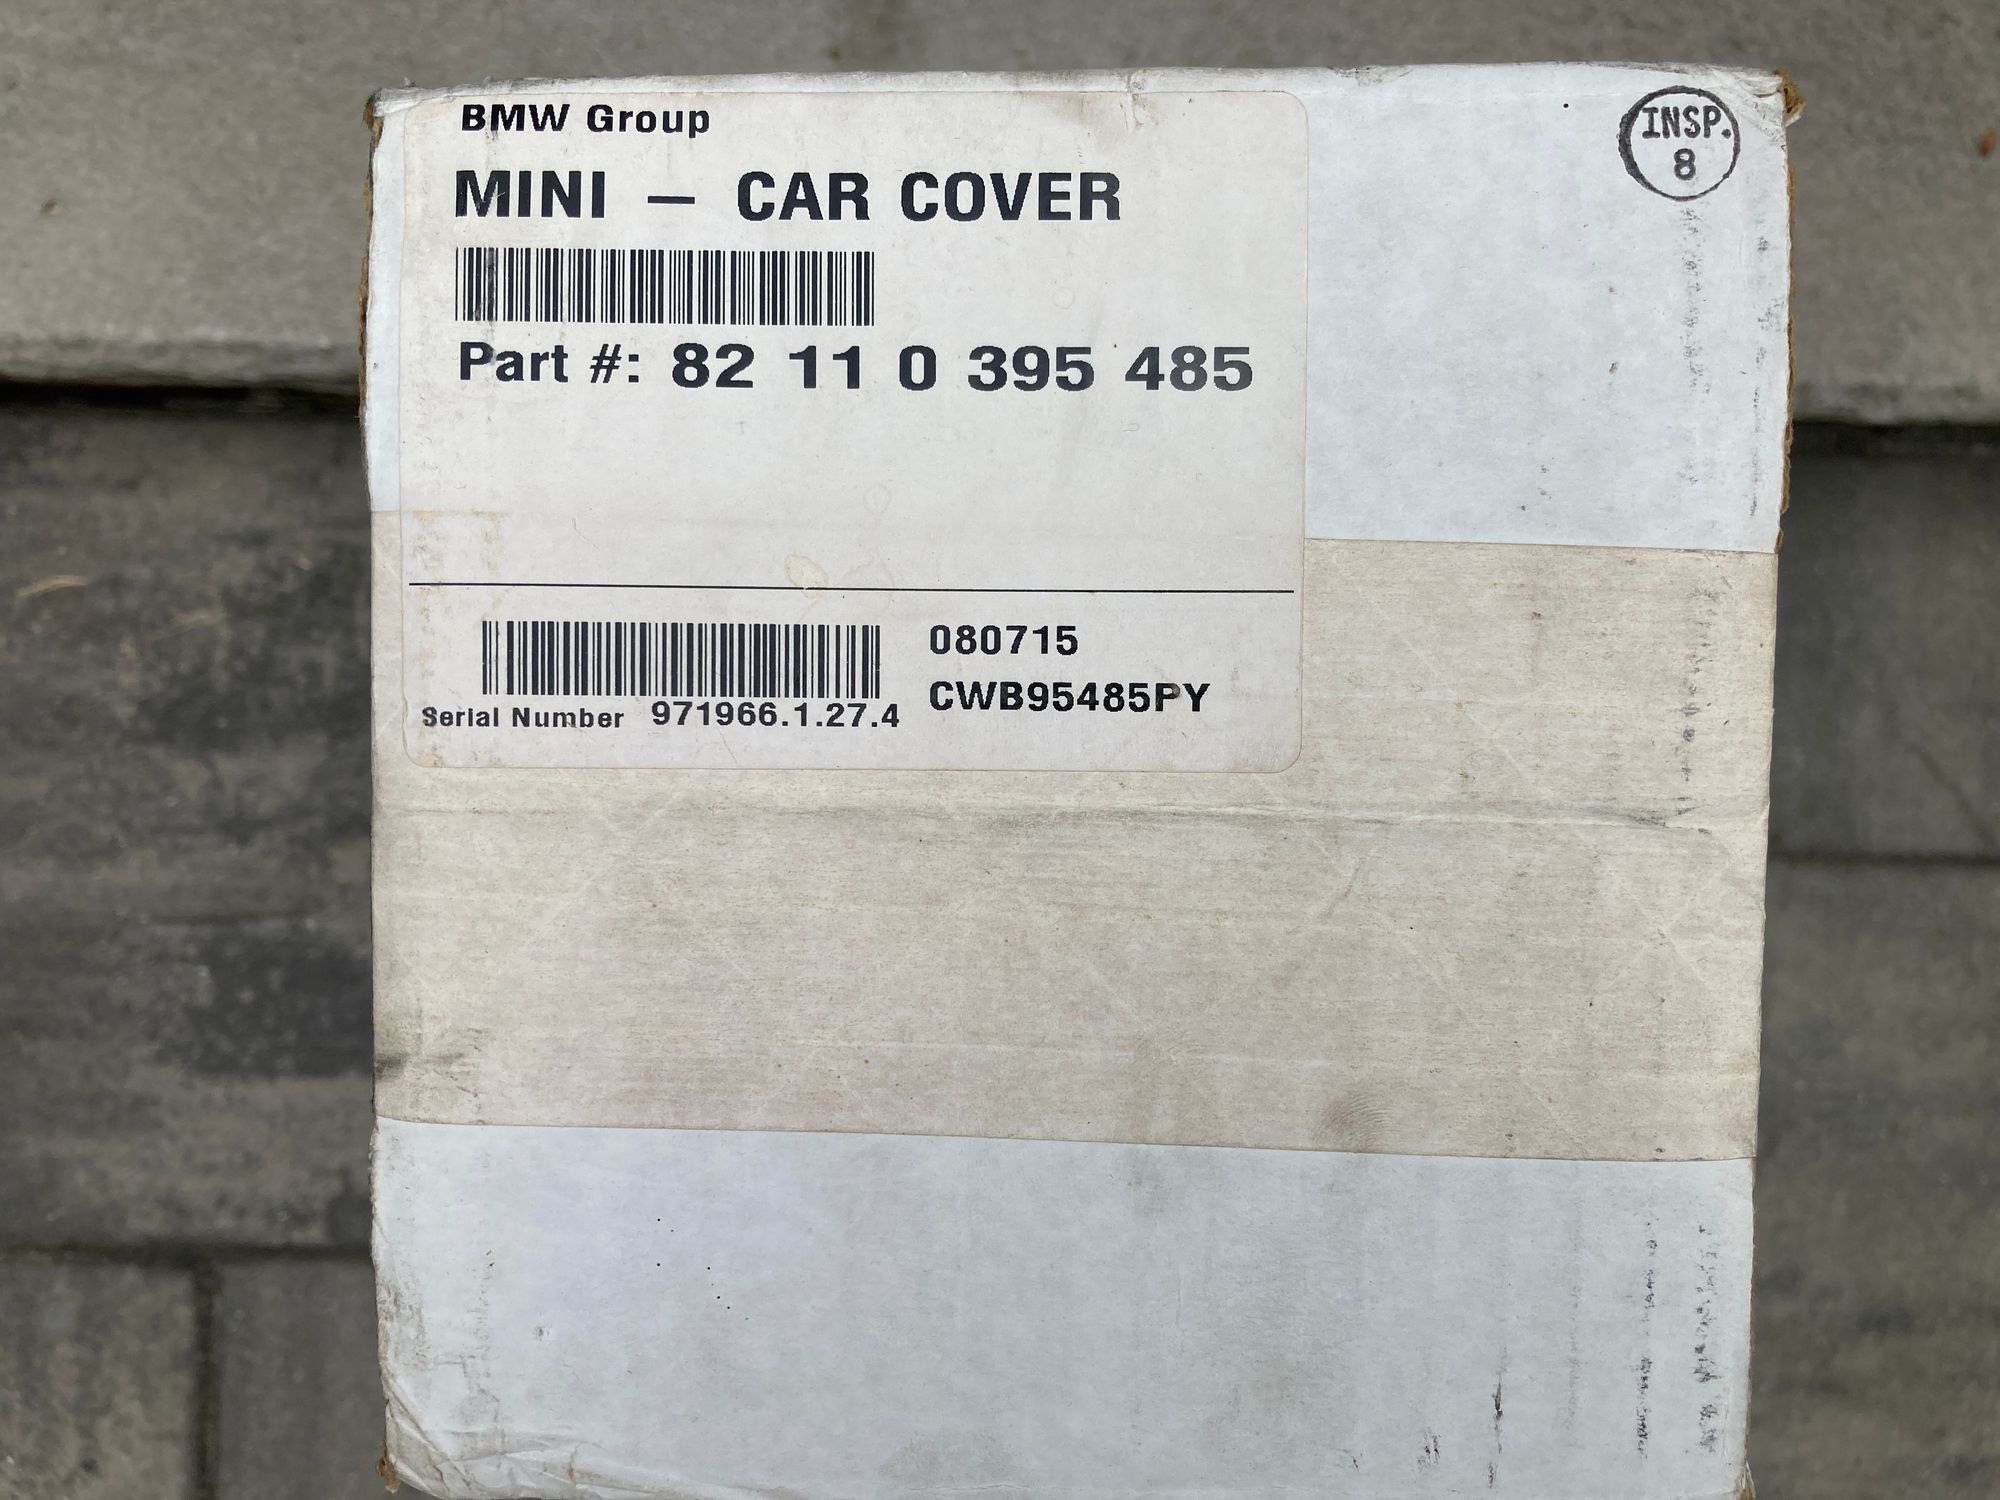 BMW Group
INSP.
8
MINI – CAR COVER
Part #: 82 11 0 395 485
080715
CWB95485PY
Serial Number 971966.1.27.4